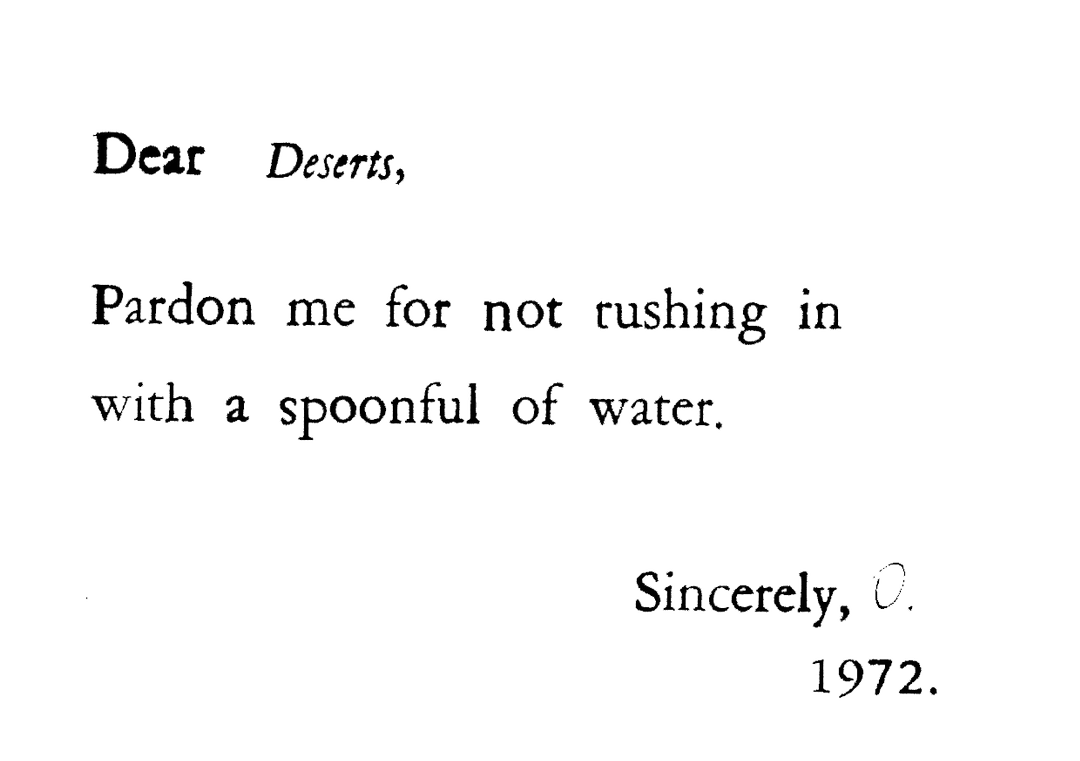 Dear Deserts,
Pardon me for not rushing in
with a spoonful of water.
Sincerely, O.
1972.